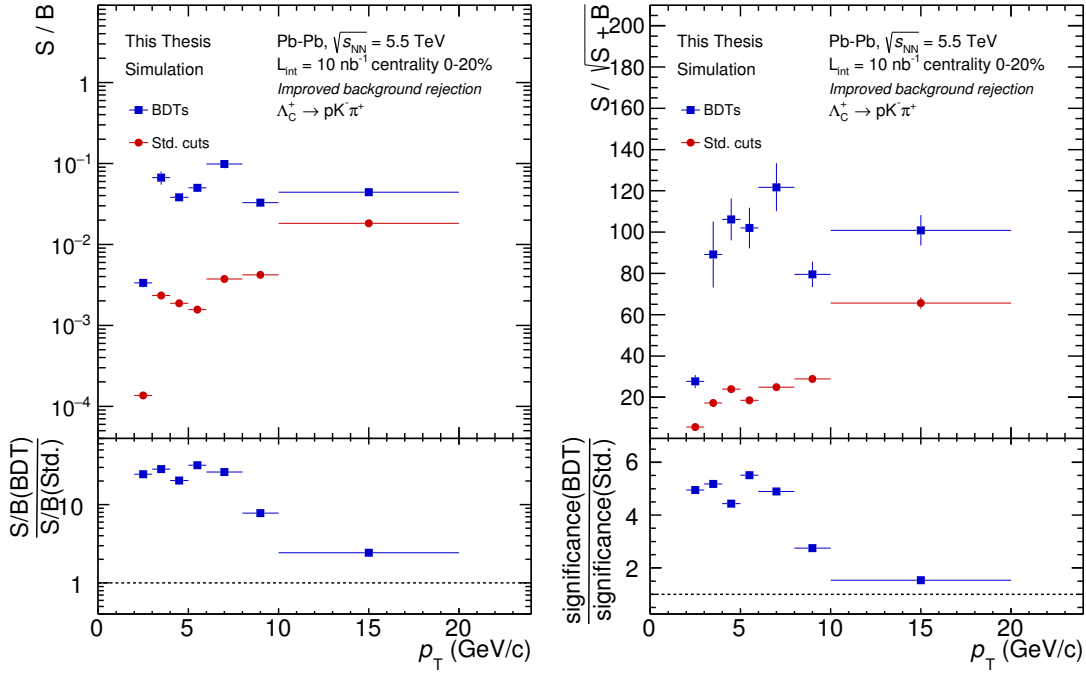 S / B
This Thesis
Simulation
Pb-Pb, √s_NN = 5.5 TeV
L_int = 10 nb⁻¹ centrality 0-20%
Improved background rejection
Λ_C⁺ → pK⁻π⁺
BDTs
Std. cuts
1
10⁻¹
10⁻²
10⁻³
10⁻⁴
S/B(BDT)
S/B(Std.)
10
1
0 5 10 15 20
p_T (GeV/c)
S / √S + B
This Thesis
Simulation
Pb-Pb, √s_NN = 5.5 TeV
L_int = 10 nb⁻¹ centrality 0-20%
Improved background rejection
Λ_C⁺ → pK⁻π⁺
BDTs
Std. cuts
200
180
160
140
120
100
80
60
40
20
significance(BDT)
significance(Std.)
6
4
2
0 5 10 15 20
p_T (GeV/c)